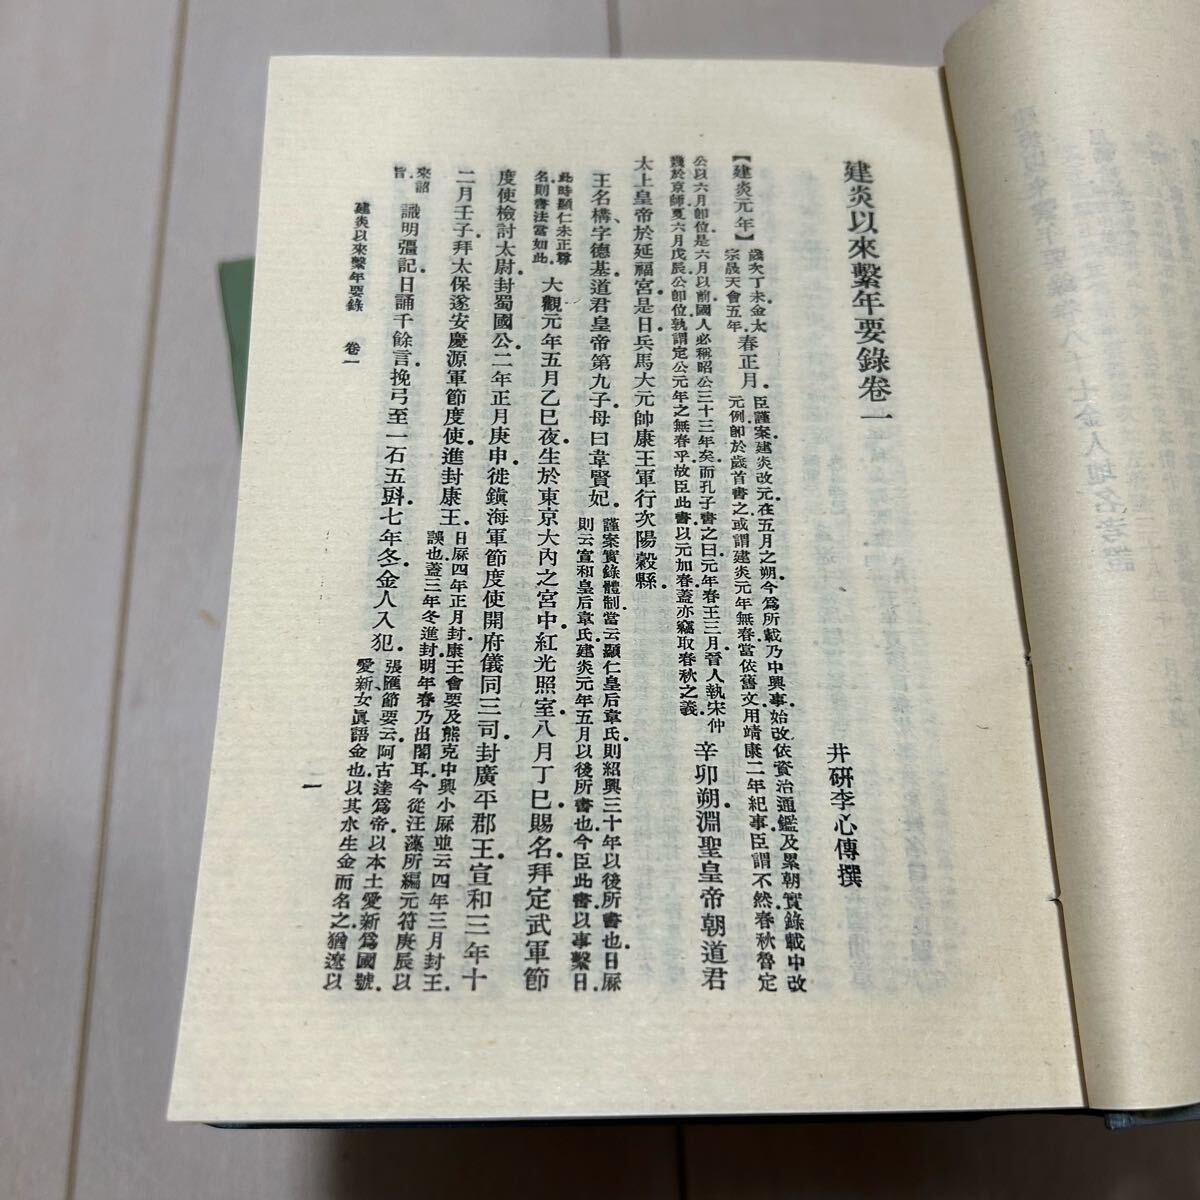 建炎以來繫年要錄卷一
井研李心傳撰
【建炎元年】
歲次丁未金太
宗晟天會五年
春正月
臣謹案建炎改元在五月之朔今為所載乃中興事始故依資治通鑑及累朝實錄載中改
元例卽於歲首書之或謂建炎元年無春當依舊文用靖康二年紀事臣謂不然春秋魯定
公以六月卽位是六月以前國人必稱昭公三十三年矣而孔子書之曰元年春王三月晉人執宋仲
幾於京師夏六月戊辰公卽位孰謂定公元年之無春乎故臣此書以元加春蓋亦竊取春秋之義
辛卯朔淵聖皇帝朝道君
太上皇帝於延福宮是日兵馬大元帥康王軍行次陽穀縣
王名構字德基道君皇帝第九子母曰韋賢妃
謹案實錄體制當云顯仁皇后韋氏則紹興三十年以後所書也日厤
則云宣和皇后韋氏建炎元年五月以後所書也今臣此書以事繫日
此時顯仁未正尊
名則書法當如此
大觀元年五月乙巳夜生於東京大內之宮中紅光照室八月丁巳賜名拜定武軍節
度使檢討太尉封蜀國公二年正月庚申徙鎮海軍節度使開府儀同三司封廣平郡王宣和三年十
二月壬子拜太保遂安慶源軍節度使進封康王
日厤四年正月封康王會要及熊克中興小厤並云四年三月封王
誤也蓋三年冬進封明年春乃出閤耳今從汪藻所編元符庚辰以
來詔
旨
識明彊記日誦千餘言挽弓至一石五㪷七年冬金人入犯
張匯節要云阿古達為帝以本土愛新為國號
愛新女眞語金也以其水生金而名之猶遼以
建炎以來繫年要錄 卷一
一